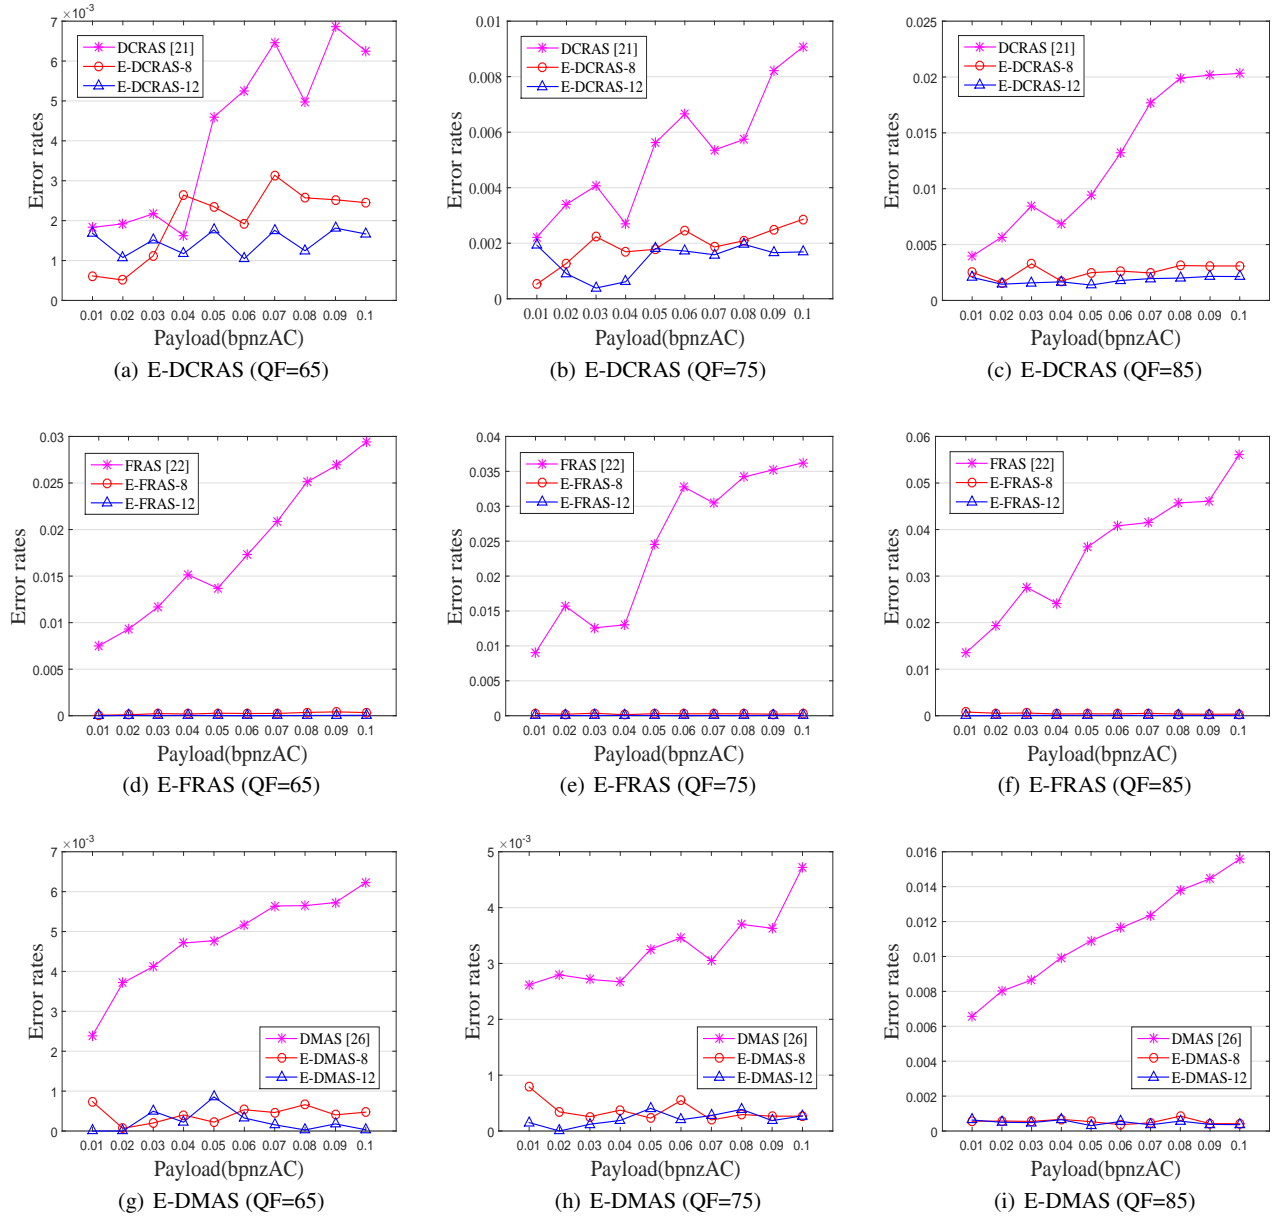 ×10-3
7
6
5
4
3
2
1
0
Error rates
DCRAS [21]
E-DCRAS-8
E-DCRAS-12
0.01 0.02 0.03 0.04 0.05 0.06 0.07 0.08 0.09 0.1
Payload(bpnzAC)
(a) E-DCRAS (QF=65)
0.01
0.008
0.006
0.004
0.002
0
Error rates
DCRAS [21]
E-DCRAS-8
E-DCRAS-12
0.01 0.02 0.03 0.04 0.05 0.06 0.07 0.08 0.09 0.1
Payload(bpnzAC)
(b) E-DCRAS (QF=75)
0.025
0.02
0.015
0.01
0.005
0
Error rates
DCRAS [21]
E-DCRAS-8
E-DCRAS-12
0.01 0.02 0.03 0.04 0.05 0.06 0.07 0.08 0.09 0.1
Payload(bpnzAC)
(c) E-DCRAS (QF=85)
0.03
0.025
0.02
0.015
0.01
0.005
0
Error rates
FRAS [22]
E-FRAS-8
E-FRAS-12
0.01 0.02 0.03 0.04 0.05 0.06 0.07 0.08 0.09 0.1
Payload(bpnzAC)
(d) E-FRAS (QF=65)
0.04
0.035
0.03
0.025
0.02
0.015
0.01
0.005
0
Error rates
FRAS [22]
E-FRAS-8
E-FRAS-12
0.01 0.02 0.03 0.04 0.05 0.06 0.07 0.08 0.09 0.1
Payload(bpnzAC)
(e) E-FRAS (QF=75)
0.06
0.05
0.04
0.03
0.02
0.01
0
Error rates
FRAS [22]
E-FRAS-8
E-FRAS-12
0.01 0.02 0.03 0.04 0.05 0.06 0.07 0.08 0.09 0.1
Payload(bpnzAC)
(f) E-FRAS (QF=85)
×10-3
7
6
5
4
3
2
1
0
Error rates
DMAS [26]
E-DMAS-8
E-DMAS-12
0.01 0.02 0.03 0.04 0.05 0.06 0.07 0.08 0.09 0.1
Payload(bpnzAC)
(g) E-DMAS (QF=65)
×10-3
5
4
3
2
1
0
Error rates
DMAS [26]
E-DMAS-8
E-DMAS-12
0.01 0.02 0.03 0.04 0.05 0.06 0.07 0.08 0.09 0.1
Payload(bpnzAC)
(h) E-DMAS (QF=75)
0.016
0.014
0.012
0.01
0.008
0.006
0.004
0.002
0
Error rates
DMAS [26]
E-DMAS-8
E-DMAS-12
0.01 0.02 0.03 0.04 0.05 0.06 0.07 0.08 0.09 0.1
Payload(bpnzAC)
(i) E-DMAS (QF=85)